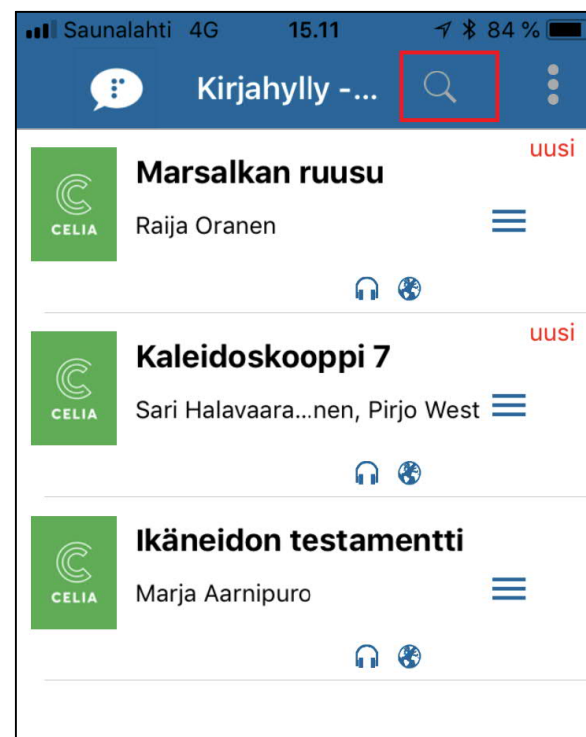 Saunalahti 4G 15.11 84 %
Kirjahylly -...
uusi
Marsalkan ruusu
CELIA
Raija Oranen
uusi
Kaleidoskooppi 7
CELIA
Sari Halavaara...nen, Pirjo West
Ikäneidon testamentti
CELIA
Marja Aarnipuro